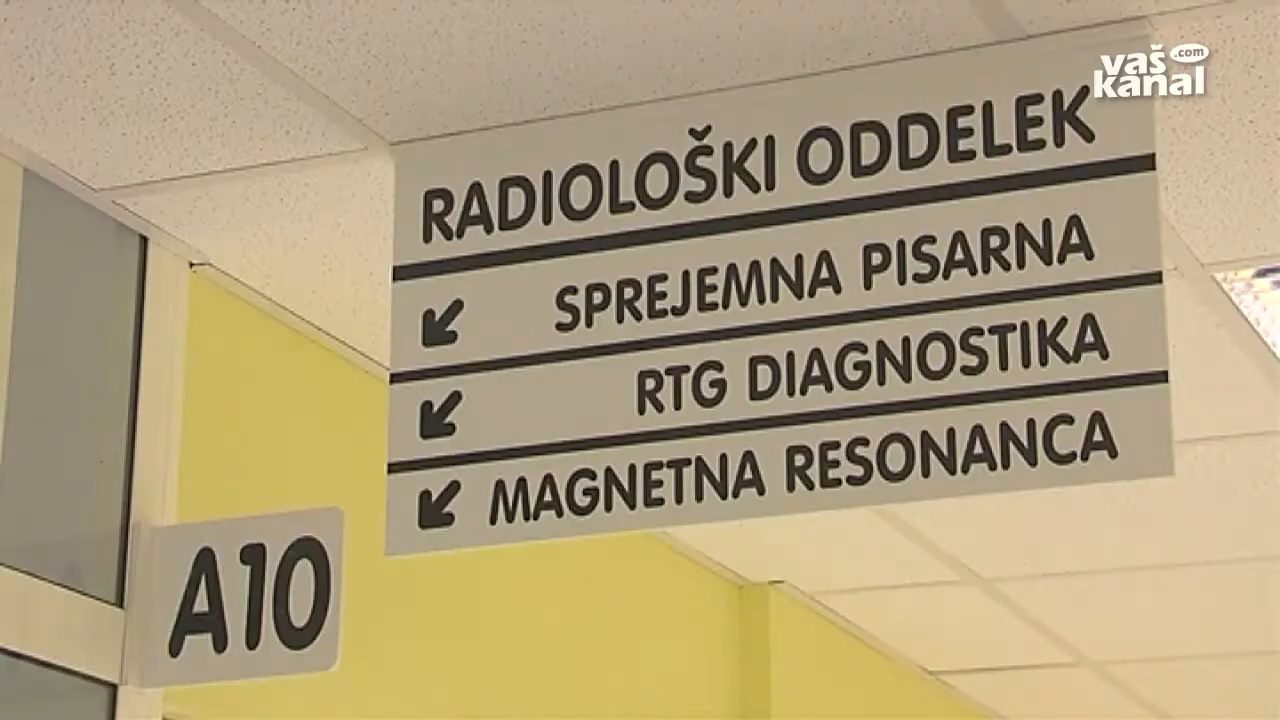 vaš.com
kanal
RADIOLOŠKI ODDELEK
SPREJEMNA PISARNA
RTG DIAGNOSTIKA
MAGNETNA RESONANCA
A10